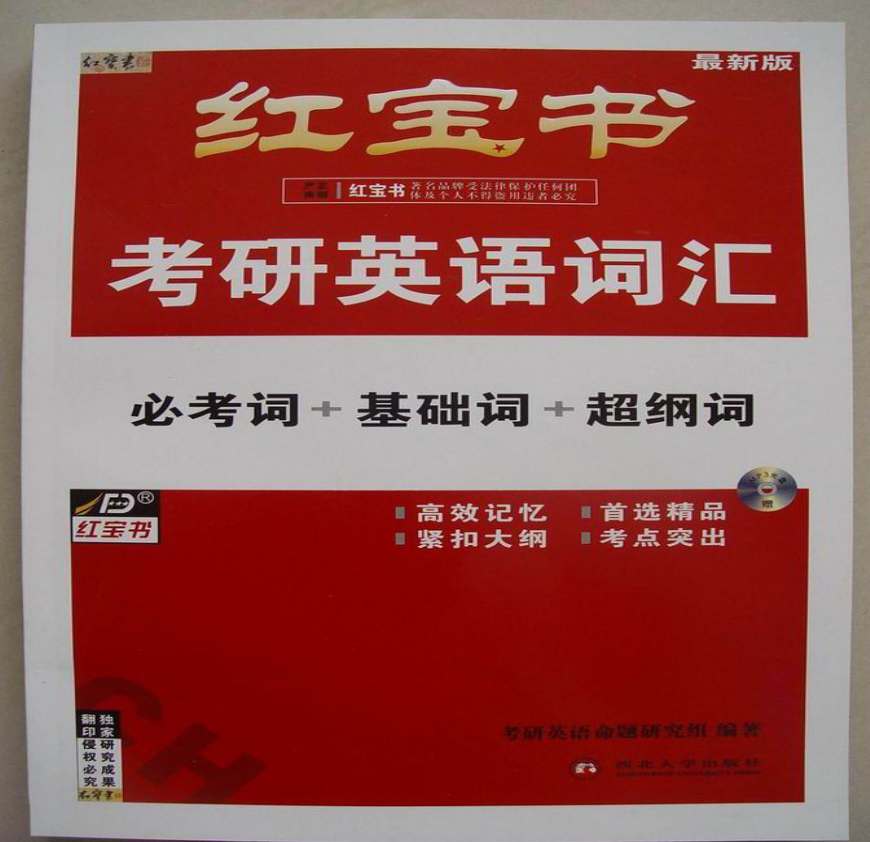 红宝书
最新版
红宝书
红宝书
著名品牌受法律保护任何团
体及个人不得盗用违者必究
考研英语词汇
必考词+基础词+超纲词
赠
红宝书
高效记忆
首选精品
紧扣大纲
考点突出
独家研究成果
翻印侵权必究
红宝书
考研英语命题研究组 编著
西北大学出版社
CH